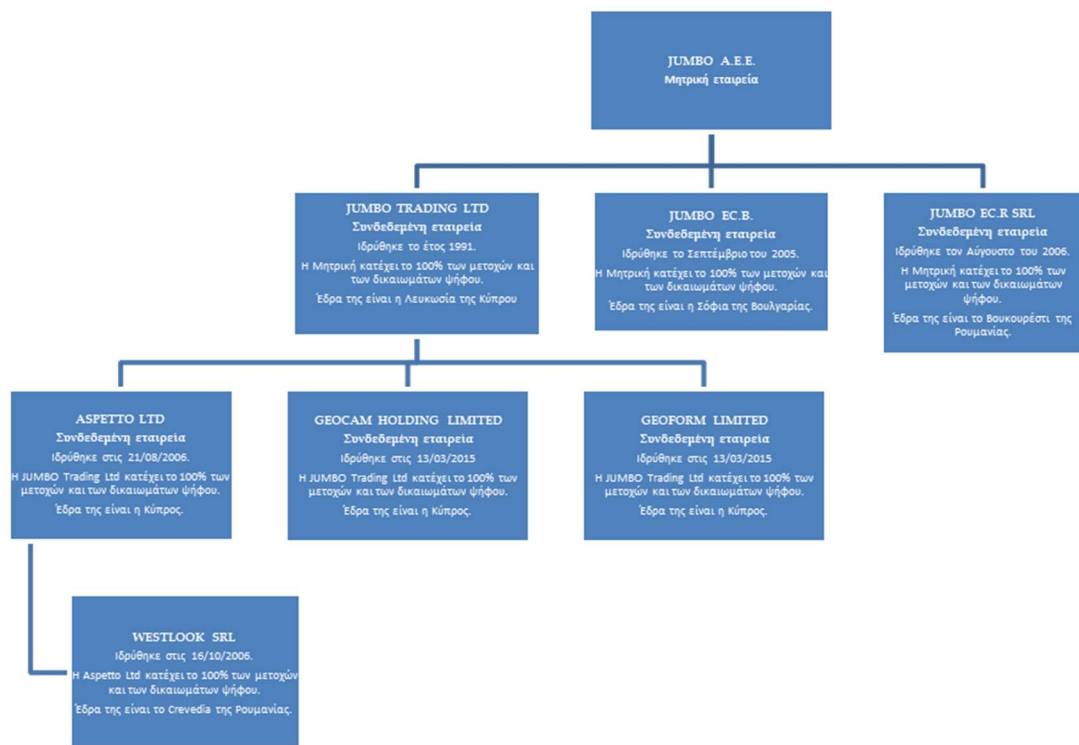 JUMBO A.E.E.
Μητρική εταιρεία
JUMBO TRADING LTD
Συνδεδεμένη εταιρεία
Ιδρύθηκε το έτος 1991.
Η Μητρική κατέχει το 100% των μετοχών και
των δικαιωμάτων ψήφου.
Έδρα της είναι η Λευκωσία της Κύπρου
JUMBO EC.B.
Συνδεδεμένη εταιρεία
Ιδρύθηκε το Σεπτέμβριο του 2005.
Η Μητρική κατέχει το 100% των μετοχών και
των δικαιωμάτων ψήφου.
Έδρα της είναι η Σόφια της Βουλγαρίας.
JUMBO EC.R SRL
Συνδεδεμένη εταιρεία
Ιδρύθηκε τον Αύγουστο του 2006.
Η Μητρική κατέχει το 100% των
μετοχών και των δικαιωμάτων
ψήφου.
Έδρα της είναι το Βουκουρέστι της
Ρουμανίας.
ASPETTO LTD
Συνδεδεμένη εταιρεία
Ιδρύθηκε στις 21/08/2006.
Η JUMBO Trading Ltd κατέχει το 100% των
μετοχών και των δικαιωμάτων ψήφου.
Έδρα της είναι η Κύπρος.
GEOCAM HOLDING LIMITED
Συνδεδεμένη εταιρεία
Ιδρύθηκε στις 13/03/2015
Η JUMBO Trading Ltd κατέχει το 100% των
μετοχών και των δικαιωμάτων ψήφου.
Έδρα της είναι η Κύπρος.
GEOFORM LIMITED
Συνδεδεμένη εταιρεία
Ιδρύθηκε στις 13/03/2015
Η JUMBO Trading Ltd κατέχει το 100% των
μετοχών και των δικαιωμάτων ψήφου.
Έδρα της είναι η Κύπρος.
WESTLOOK SRL
Ιδρύθηκε στις 16/10/2006.
Η Aspetto Ltd κατέχει το 100% των μετοχών
και των δικαιωμάτων ψήφου.
Έδρα της είναι το Crevedia της Ρουμανίας.